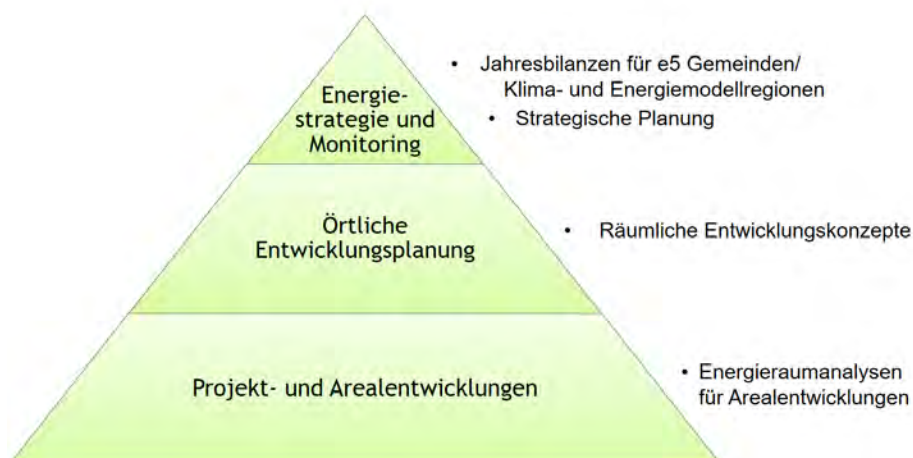 Energie-
strategie und
Monitoring
• Jahresbilanzen für e5 Gemeinden/
Klima- und Energiemodellregionen
• Strategische Planung
Örtliche
Entwicklungsplanung
• Räumliche Entwicklungskonzepte
Projekt- und Arealentwicklungen
• Energieraumanalysen
für Arealentwicklungen